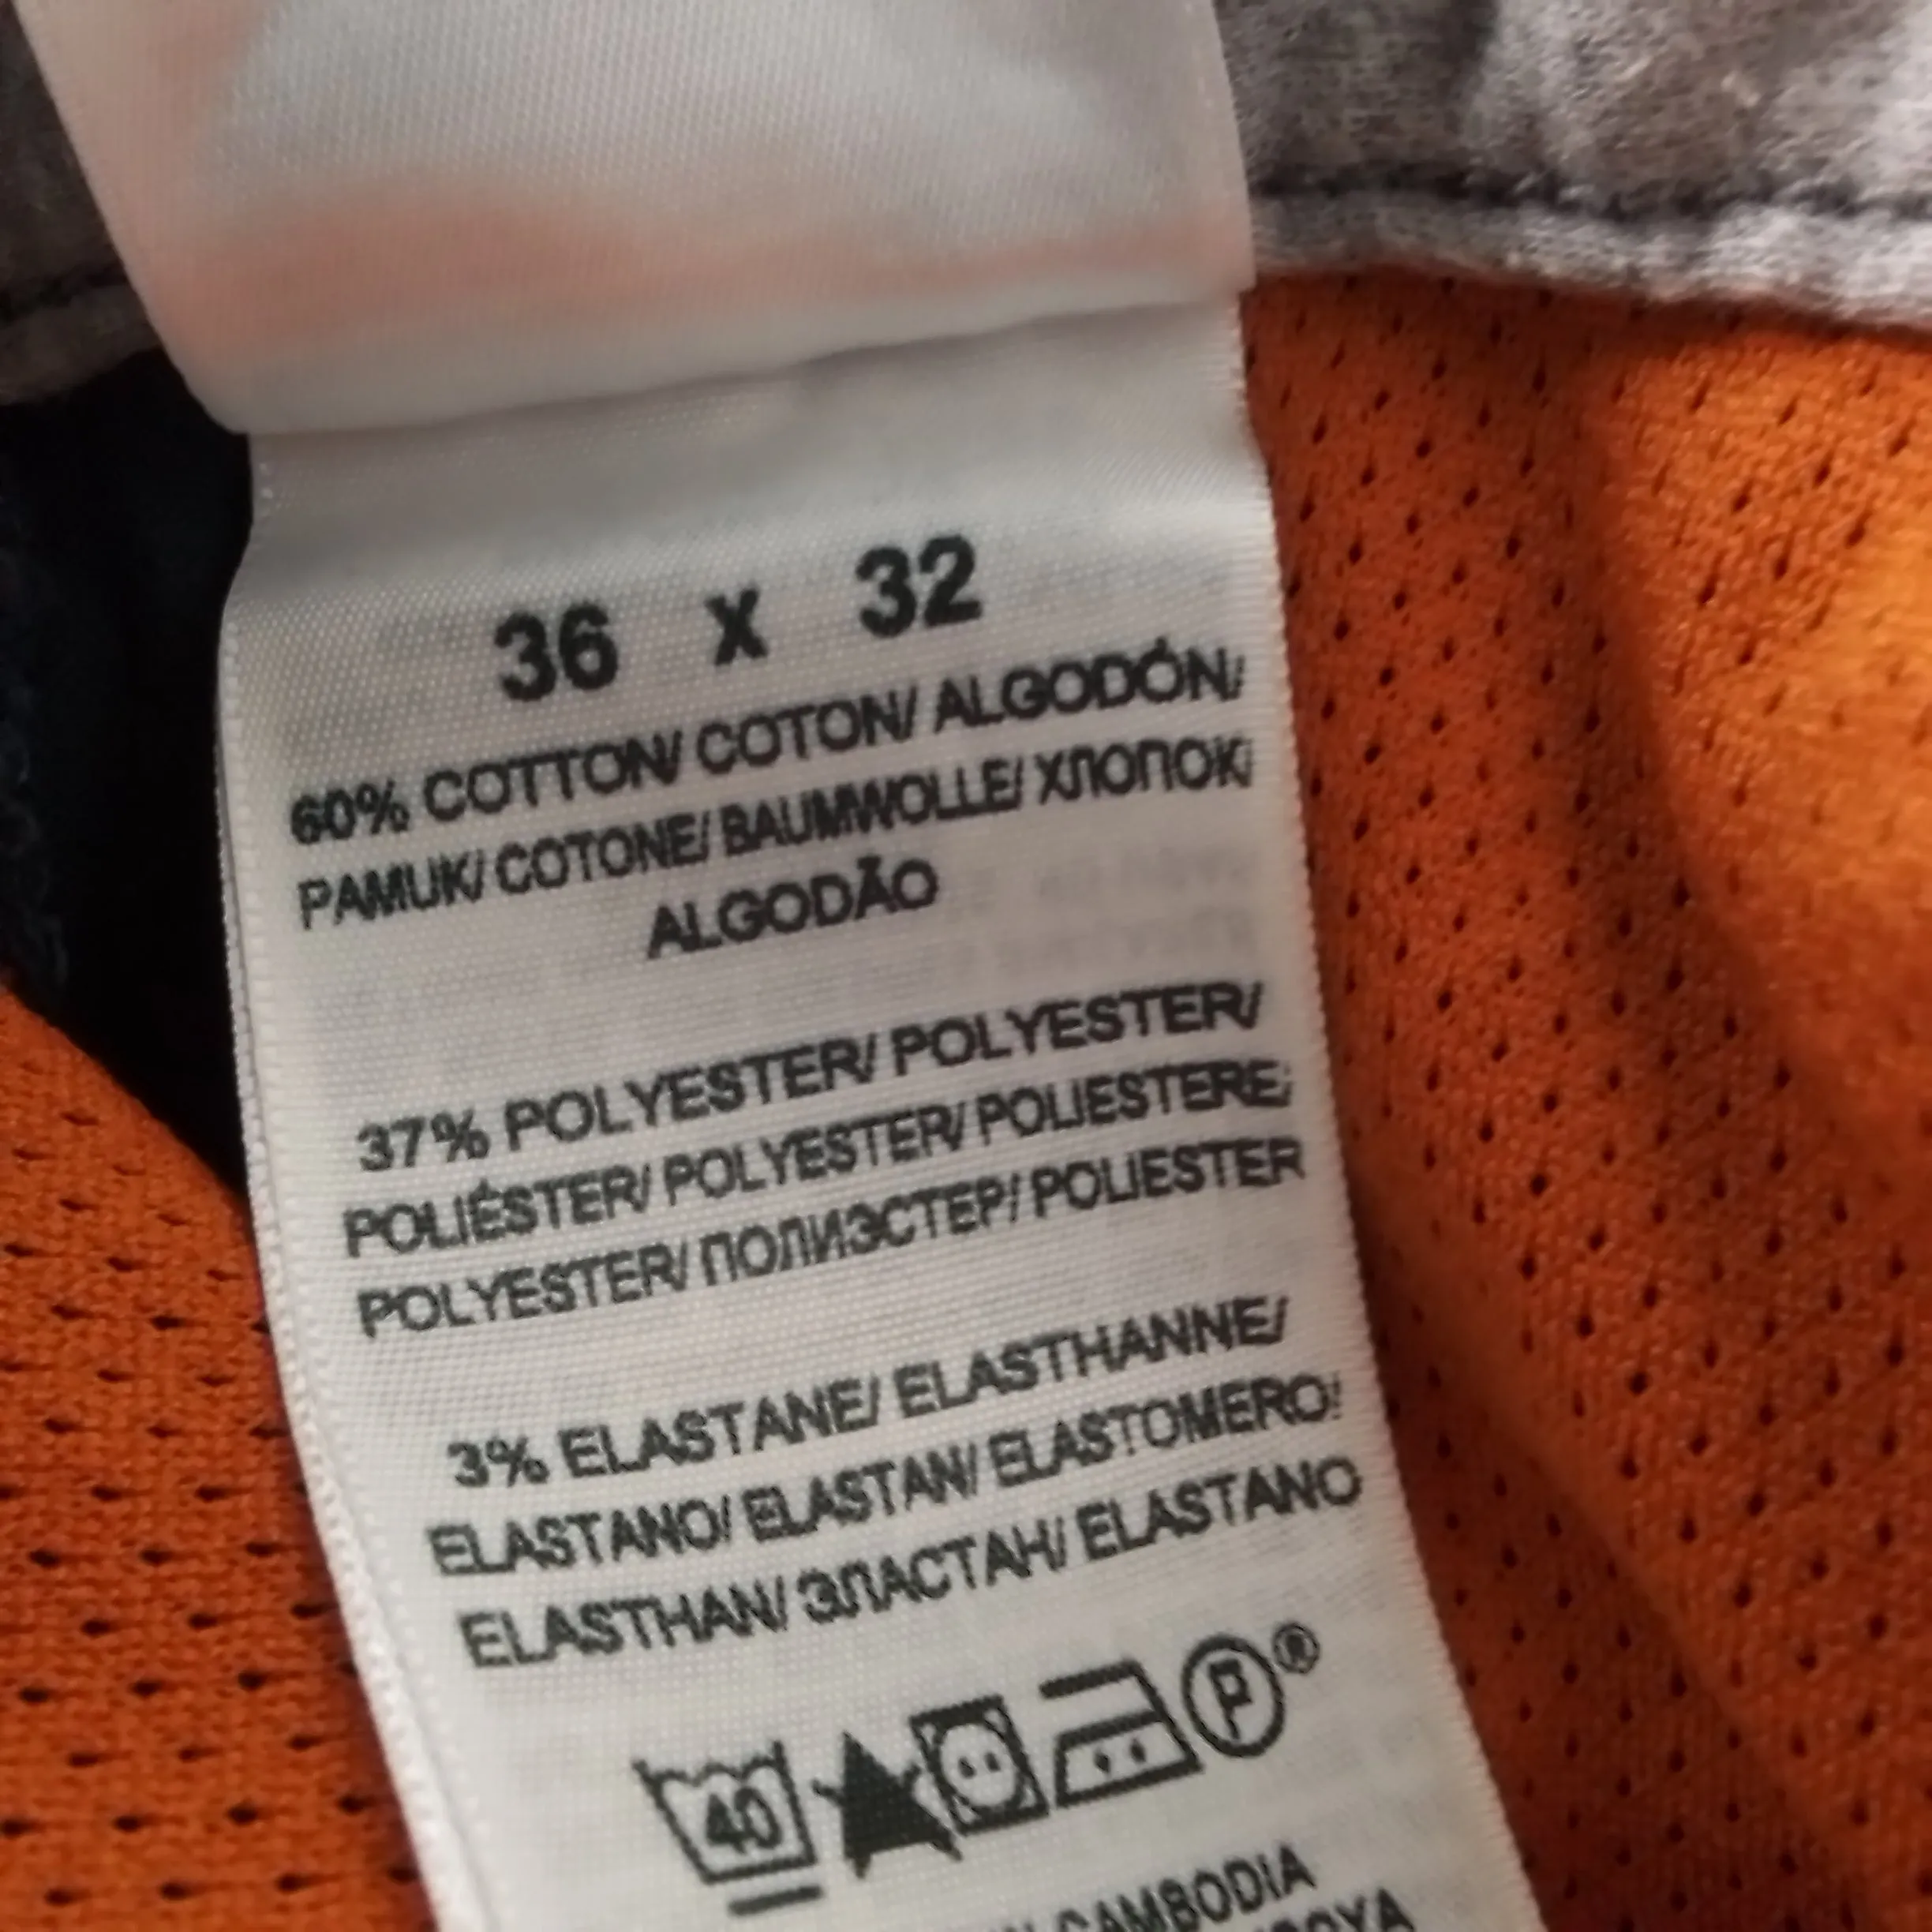 36 x 32
60% COTTON/ COTON/ ALGODÓN/
PAMUK/ COTONE/ BAUMWOLLE/ ХЛОПОК/
ALGODÃO
37% POLYESTER/ POLYESTER/
POLIÉSTER/ POLYESTER/ POLIESTERE/
POLYESTER/ ПОЛИЭСТЕР/ POLIESTER
3% ELASTANE/ ELASTHANNE/
ELASTANO/ ELASTAN/ ELASTOMERO/
ELASTHAN/ ЭЛАСТАН/ ELASTANO
40 P ®
CAMBODIA